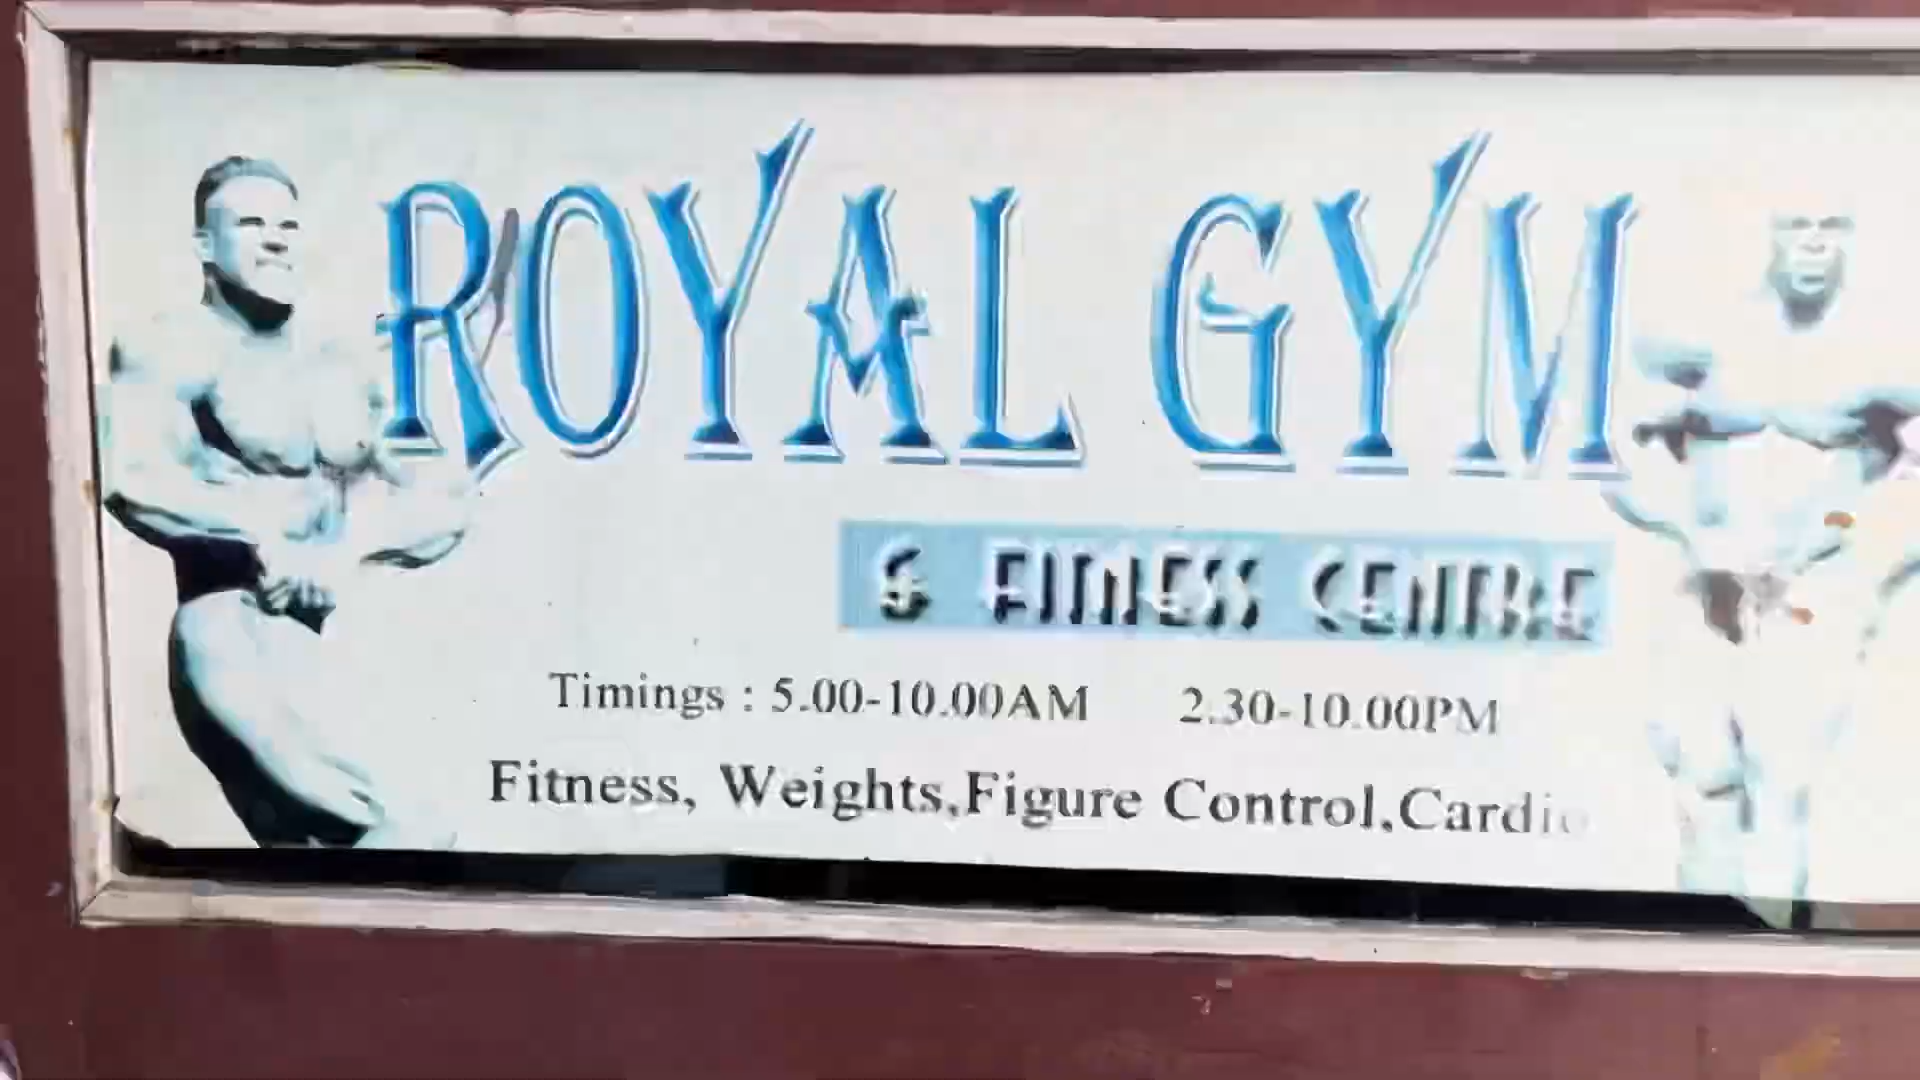 ROYAL GYM
& FITNESS CENTRE
Timings : 5.00-10.00AM 2.30-10.00PM
Fitness, Weights,Figure Control,Cardio